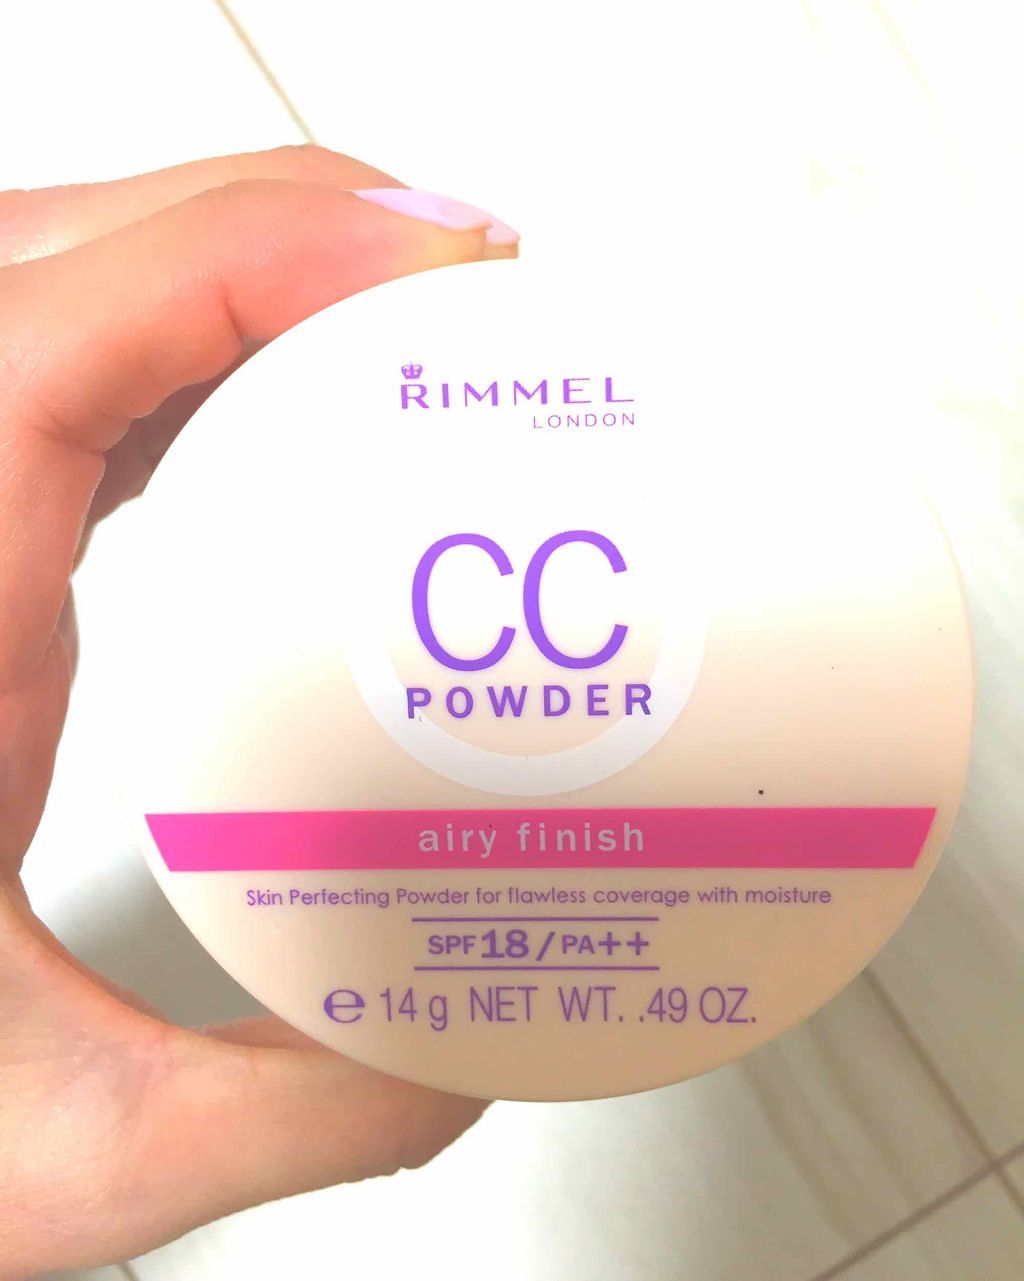 RIMMEL
LONDON
CC
POWDER
airy finish
Skin Perfecting Powder for flawless coverage with moisture
SPF18/PA++
℮ 14 g NET WT. .49 OZ.